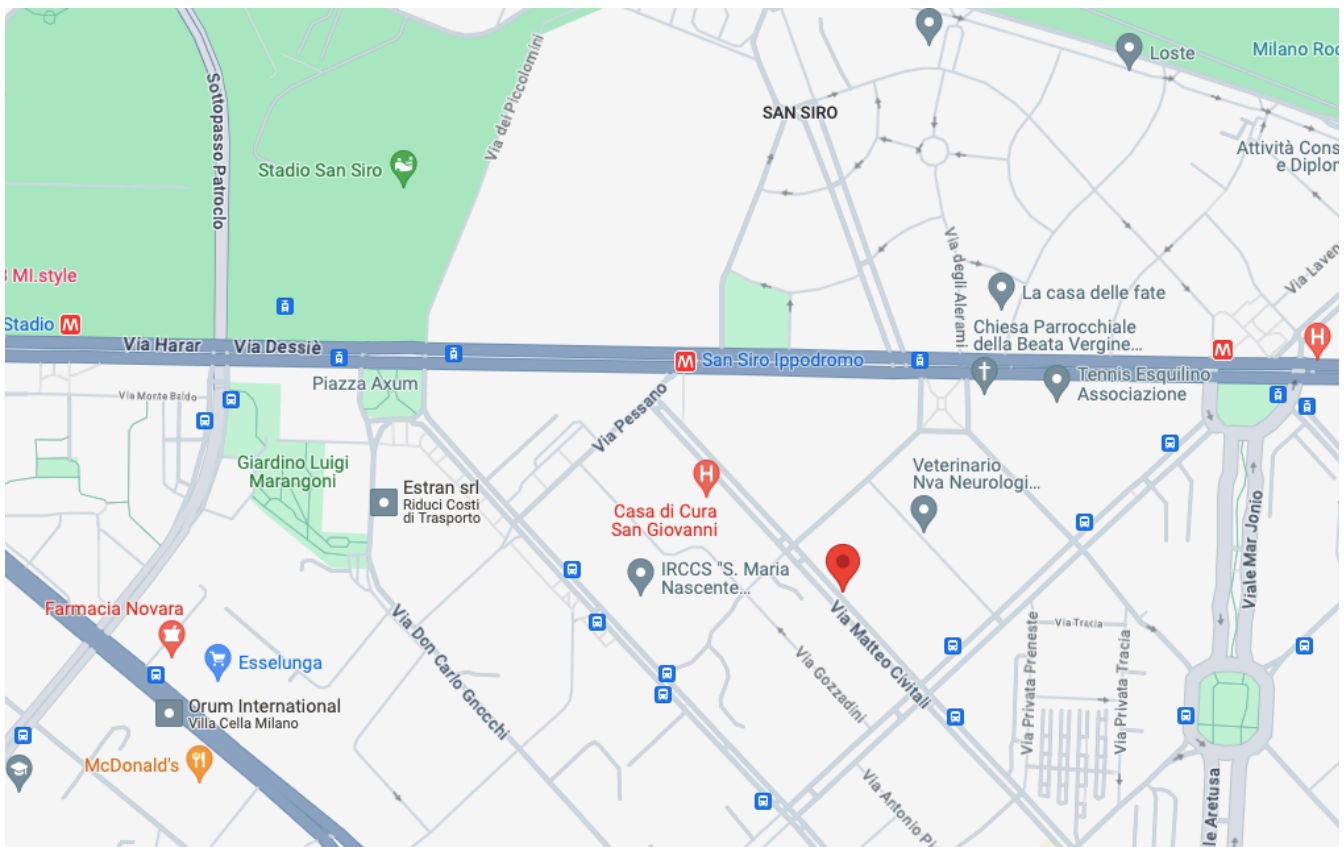 Loste
Milano Roc
SAN SIRO
Attività Cons
e Diplon
Via dei Piccolomini
Sottopasso Patroclo
Stadio San Siro
Via Laven
Via degli Alerami
MI.style
La casa delle fate
Stadio
M
Via Harar
Via Dessiè
Chiesa Parrocchiale
della Beata Vergine...
M
San Siro Ippodromo
M
H
Piazza Axum
Tennis Esquilino
Associazione
Via Monte Baldo
Via Pessano
Giardino Luigi
Marangoni
H
Veterinario
Nva Neurologi...
Estran srl
Riduci Costi
di Trasporto
Casa di Cura
San Giovanni
Viale Mar Jonio
IRCCS "S. Maria
Nascente...
Farmacia Novara
Via Matteo Civitali
Via Tracia
Via Privata Preneste
Via Privata Tracia
Esselunga
Via Don Carlo Gnocchi
Via Gozzadini
Orum International
Villa Cella Milano
McDonald's
Via Antonio Pi
le Aretusa